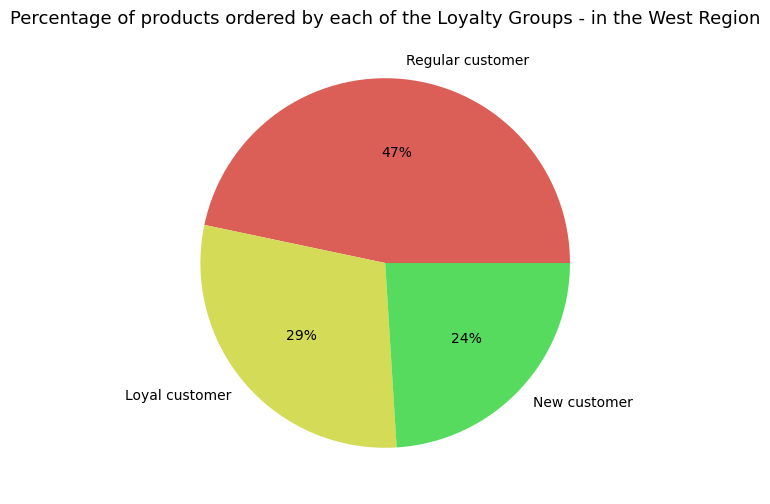 Percentage of products ordered by each of the Loyalty Groups - in the West Region
Regular customer
47%
29%
24%
Loyal customer
New customer